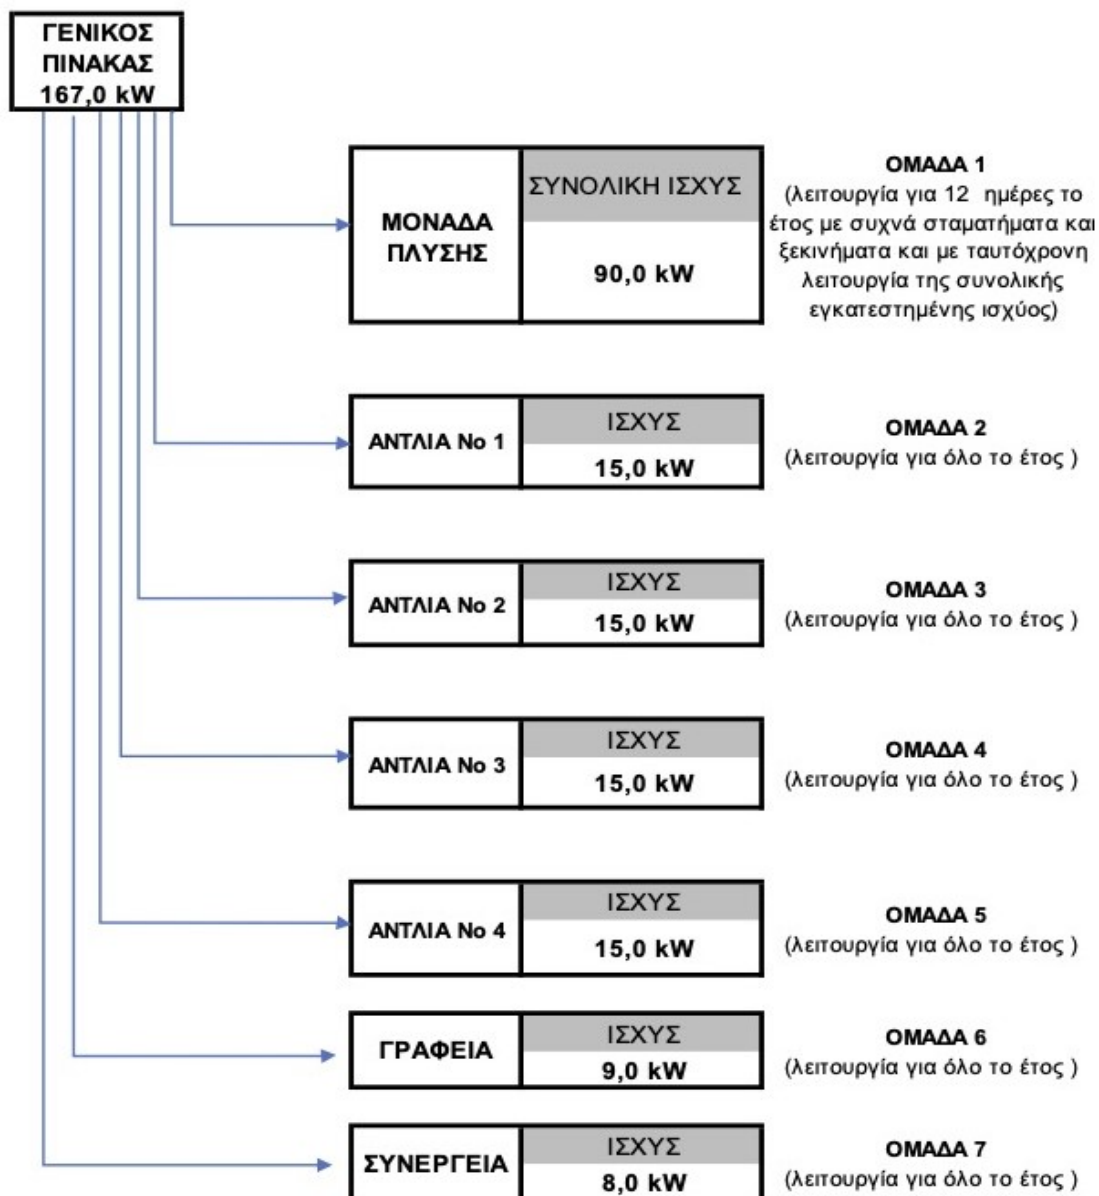 ΓΕΝΙΚΟΣ
ΠΙΝΑΚΑΣ
167,0 kW
ΜΟΝΑΔΑ
ΠΛΥΣΗΣ
ΣΥΝΟΛΙΚΗ ΙΣΧΥΣ
90,0 kW
ΟΜΑΔΑ 1
(λειτουργία για 12 ημέρες το
έτος με συχνά σταματήματα και
ξεκινήματα και με ταυτόχρονη
λειτουργία της συνολικής
εγκατεστημένης ισχύος)
ΑΝΤΛΙΑ Νο 1
ΙΣΧΥΣ
15,0 kW
ΟΜΑΔΑ 2
(λειτουργία για όλο το έτος )
ΑΝΤΛΙΑ Νο 2
ΙΣΧΥΣ
15,0 kW
ΟΜΑΔΑ 3
(λειτουργία για όλο το έτος )
ΑΝΤΛΙΑ Νο 3
ΙΣΧΥΣ
15,0 kW
ΟΜΑΔΑ 4
(λειτουργία για όλο το έτος )
ΑΝΤΛΙΑ Νο 4
ΙΣΧΥΣ
15,0 kW
ΟΜΑΔΑ 5
(λειτουργία για όλο το έτος )
ΓΡΑΦΕΙΑ
ΙΣΧΥΣ
9,0 kW
ΟΜΑΔΑ 6
(λειτουργία για όλο το έτος )
ΣΥΝΕΡΓΕΙΑ
ΙΣΧΥΣ
8,0 kW
ΟΜΑΔΑ 7
(λειτουργία για όλο το έτος )